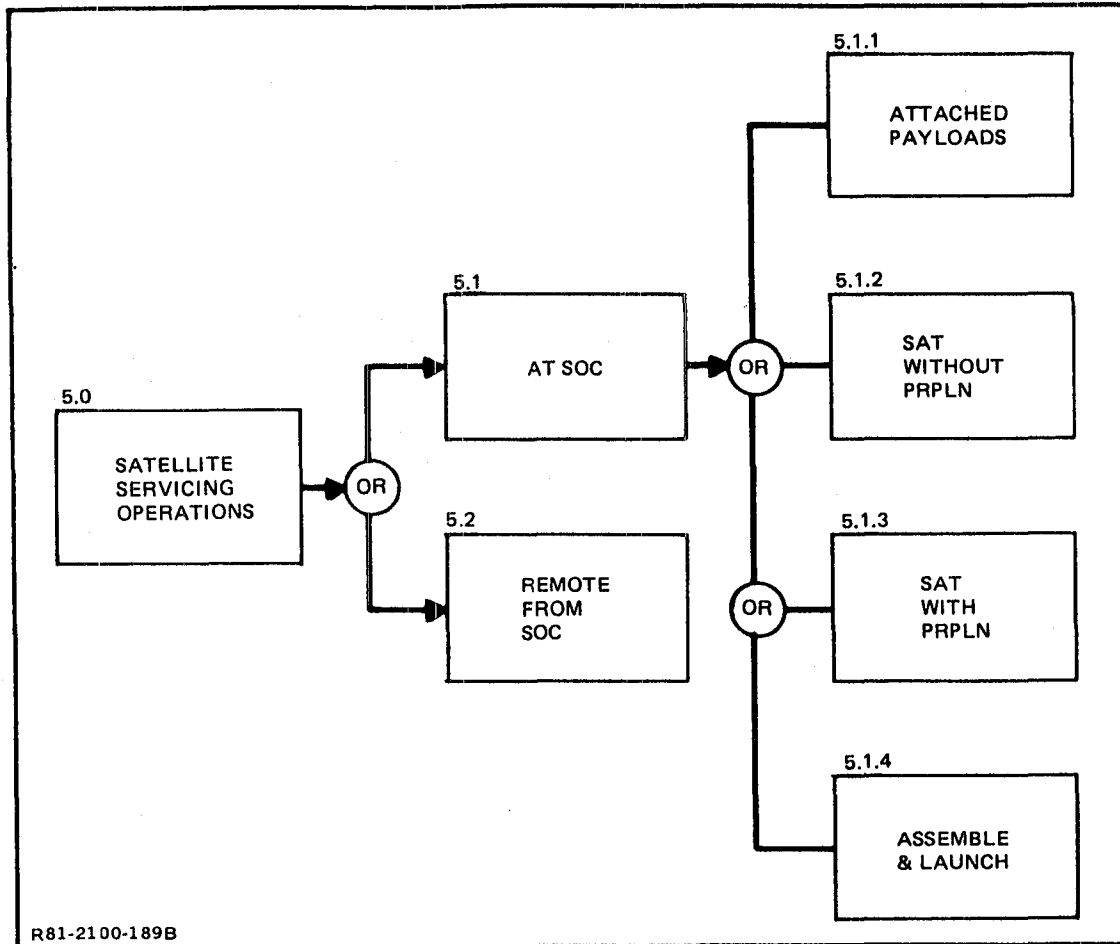 5.0
SATELLITE
SERVICING
OPERATIONS
OR
5.1
AT SOC
5.2
REMOTE
FROM
SOC
OR
OR
5.1.1
ATTACHED
PAYLOADS
5.1.2
SAT
WITHOUT
PRPLN
5.1.3
SAT
WITH
PRPLN
5.1.4
ASSEMBLE
& LAUNCH
R81-2100-189B